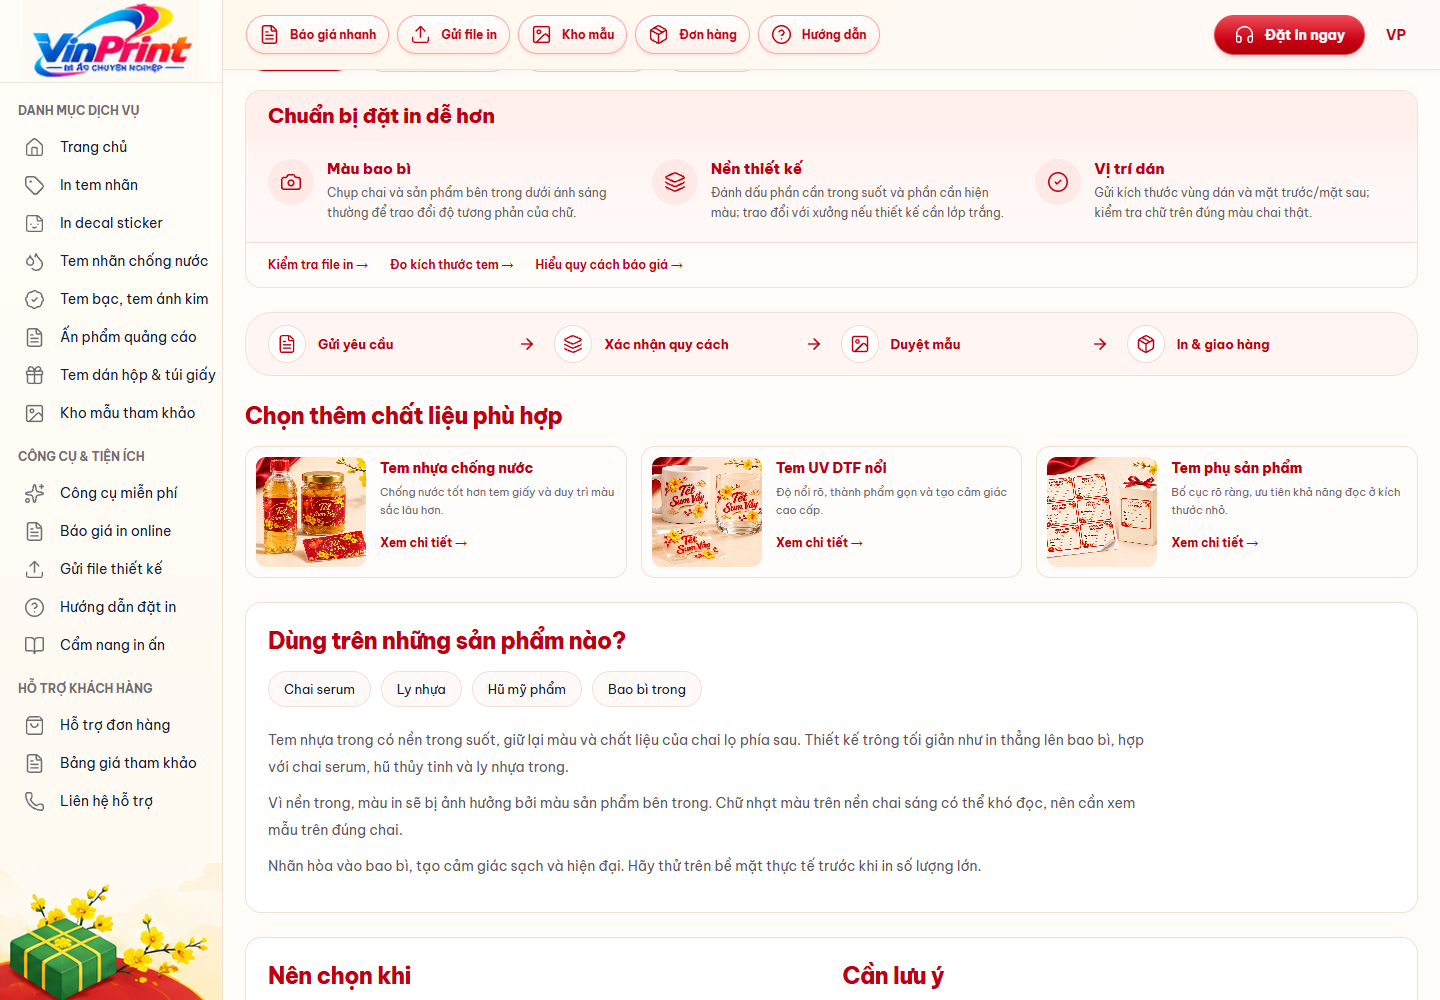 VinPrint
IN ẤN CHUYÊN NGHIỆP
Báo giá nhanh
Gửi file in
Kho mẫu
Đơn hàng
Hướng dẫn
Đặt in ngay
VP
DANH MỤC DỊCH VỤ
Trang chủ
In tem nhãn
In decal sticker
Tem nhãn chống nước
Tem bạc, tem ánh kim
Ấn phẩm quảng cáo
Tem dán hộp & túi giấy
Kho mẫu tham khảo
CÔNG CỤ & TIỆN ÍCH
Công cụ miễn phí
Báo giá in online
Gửi file thiết kế
Hướng dẫn đặt in
Cẩm nang in ấn
HỖ TRỢ KHÁCH HÀNG
Hỗ trợ đơn hàng
Bảng giá tham khảo
Liên hệ hỗ trợ
Chuẩn bị đặt in dễ hơn
Màu bao bì
Chụp chai và sản phẩm bên trong dưới ánh sáng
thường để trao đổi độ tương phản của chữ.
Nền thiết kế
Đánh dấu phần cần trong suốt và phần cần hiện
màu; trao đổi với xưởng nếu thiết kế cần lớp trắng.
Vị trí dán
Gửi kích thước vùng dán và mặt trước/mặt sau;
kiểm tra chữ trên đúng màu chai thật.
Kiểm tra file in →
Đo kích thước tem →
Hiểu quy cách báo giá →
Gửi yêu cầu
Xác nhận quy cách
Duyệt mẫu
In & giao hàng
Chọn thêm chất liệu phù hợp
Tem nhựa chống nước
Chống nước tốt hơn tem giấy và duy trì màu
sắc lâu hơn.
Xem chi tiết →
Tết
Sum Vầy
Tết
Sum Vầy
Tết
Sum Vầy
Tem UV DTF nổi
Độ nổi rõ, thành phẩm gọn và tạo cảm giác
cao cấp.
Xem chi tiết →
Tem phụ sản phẩm
Bố cục rõ ràng, ưu tiên khả năng đọc ở kích
thước nhỏ.
Xem chi tiết →
Dùng trên những sản phẩm nào?
Chai serum
Ly nhựa
Hũ mỹ phẩm
Bao bì trong
Tem nhựa trong có nền trong suốt, giữ lại màu và chất liệu của chai lọ phía sau. Thiết kế trông tối giản như in thẳng lên bao bì, hợp
với chai serum, hũ thủy tinh và ly nhựa trong.
Vì nền trong, màu in sẽ bị ảnh hưởng bởi màu sản phẩm bên trong. Chữ nhạt màu trên nền chai sáng có thể khó đọc, nên cần xem
mẫu trên đúng chai.
Nhãn hòa vào bao bì, tạo cảm giác sạch và hiện đại. Hãy thử trên bề mặt thực tế trước khi in số lượng lớn.
Nên chọn khi
Cần lưu ý